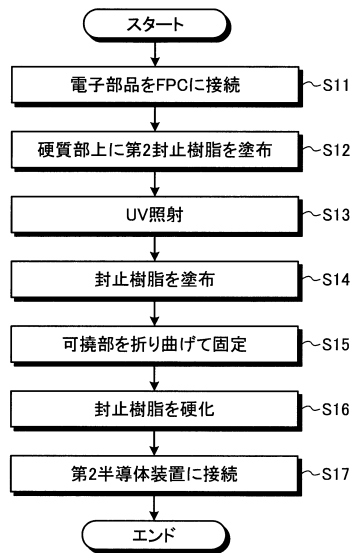 スタート
電子部品をFPCに接続 S11
硬質部上に第2封止樹脂を塗布 S12
UV照射 S13
封止樹脂を塗布 S14
可撓部を折り曲げて固定 S15
封止樹脂を硬化 S16
第2半導体装置に接続 S17
エンド